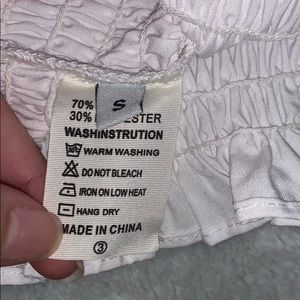 S
70%
30% ESTER
WASHINSTRUTION
WARM WASHING
DO NOT BLEACH
IRON ON LOW HEAT
HANG DRY
MADE IN CHINA
3